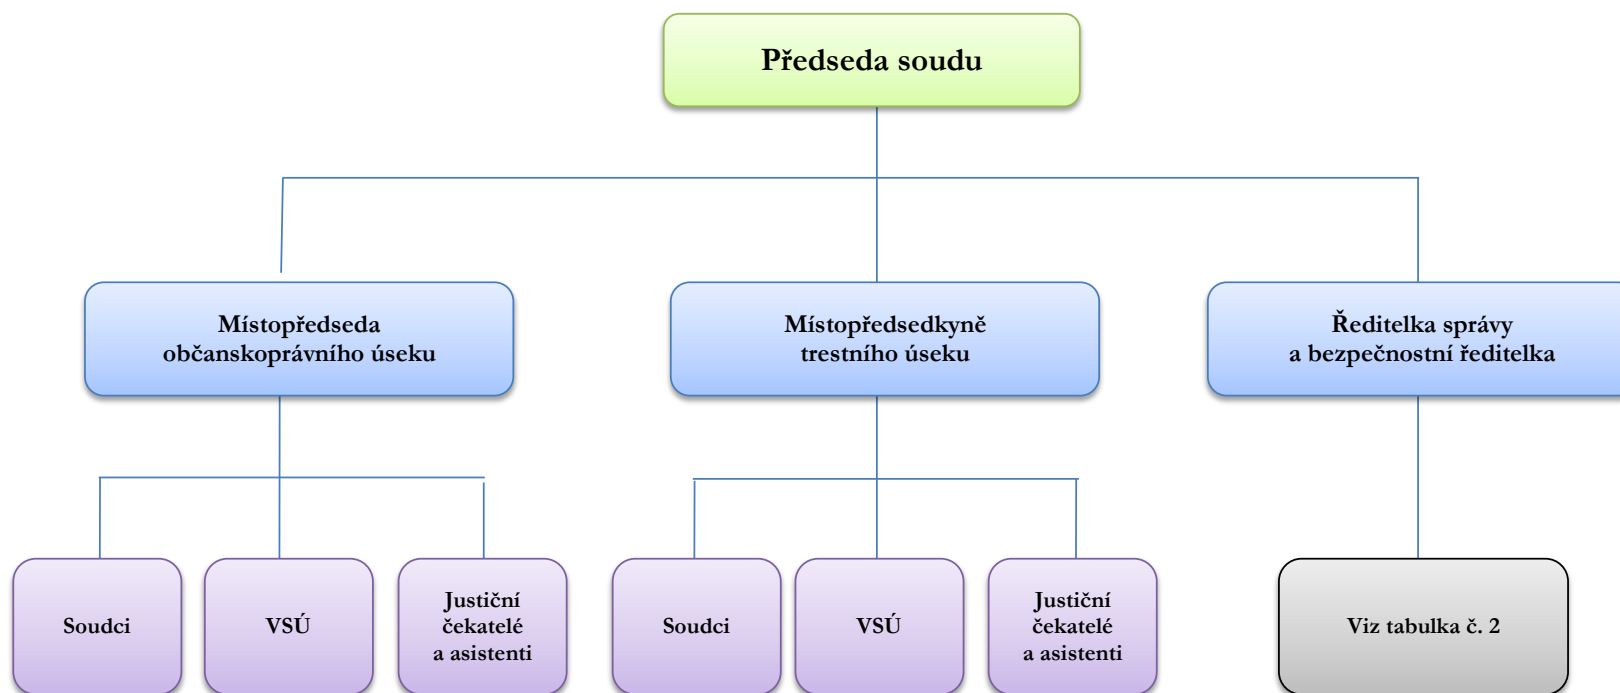 Předseda soudu
Místopředseda
občanskoprávního úseku
Místopředsedkyně
trestního úseku
Ředitelka správy
a bezpečnostní ředitelka
Soudci
VSÚ
Justiční
čekatelé
a asistenti
Soudci
VSÚ
Justiční
čekatelé
a asistenti
Viz tabulka č. 2